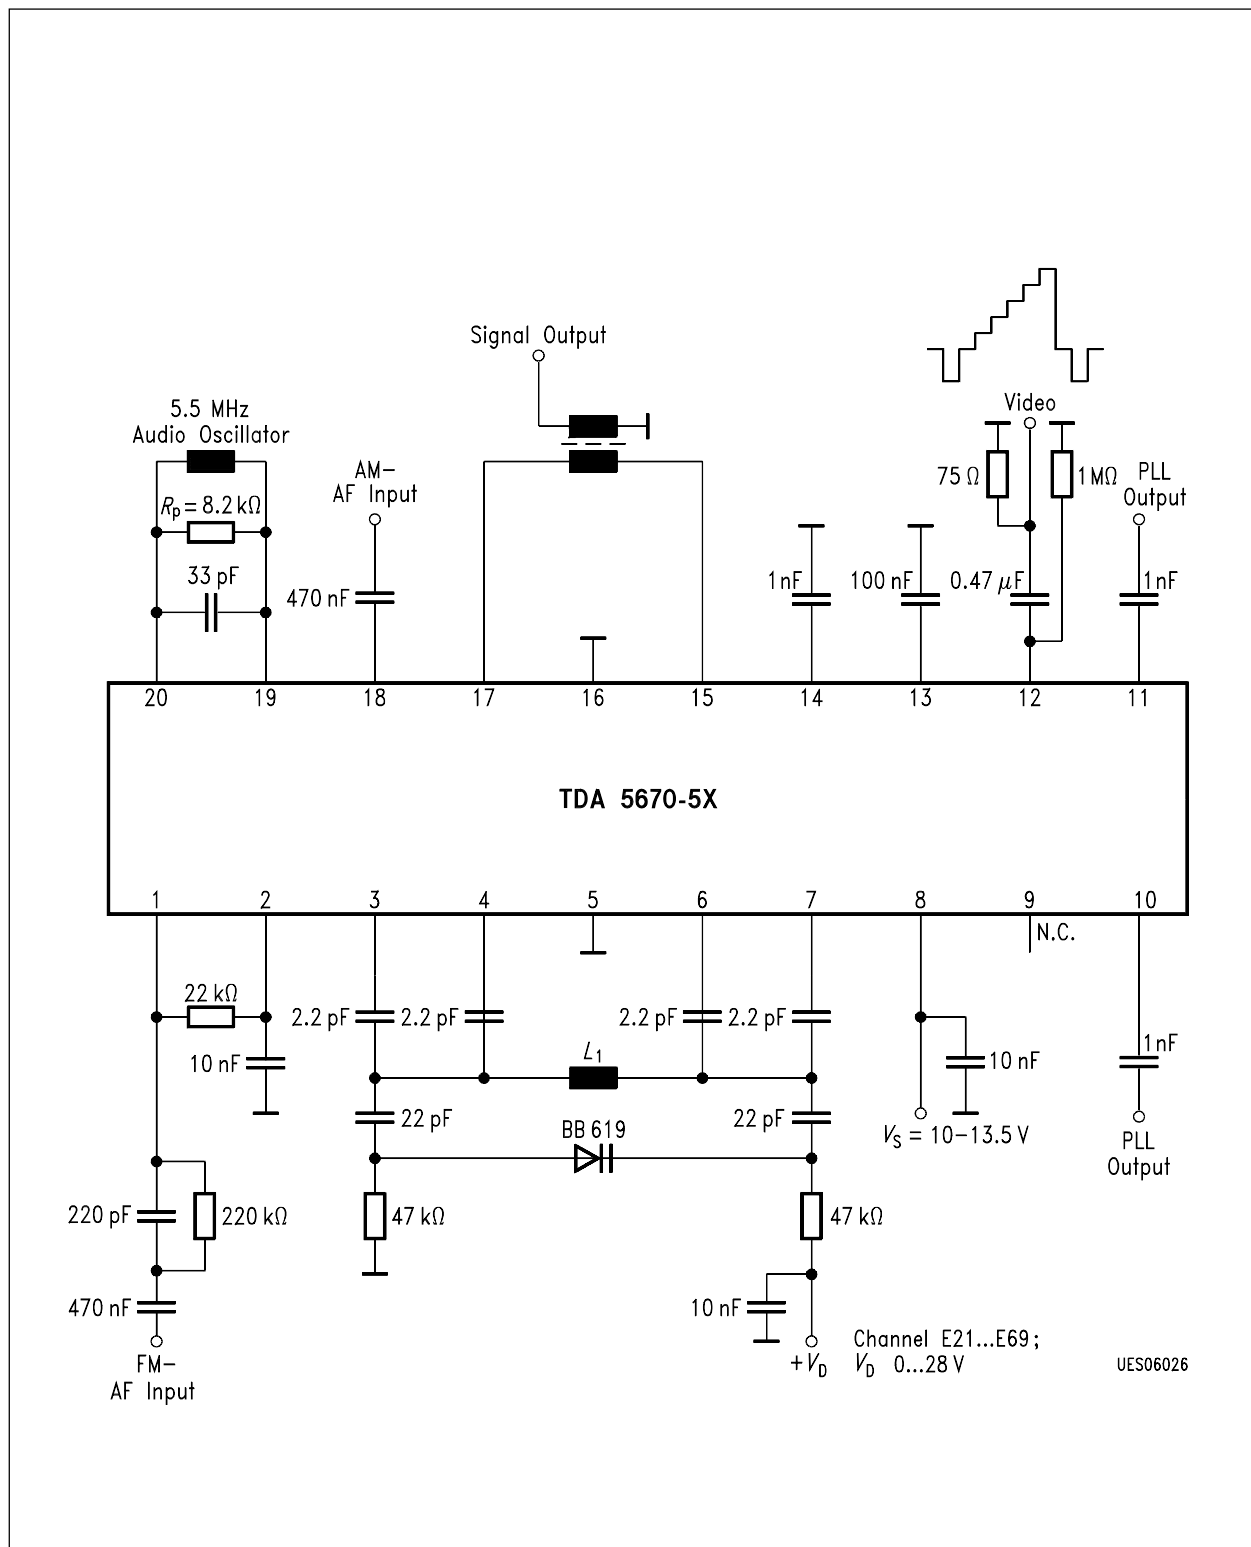 Signal Output
Video
5.5 MHz
Audio Oscillator
AM-
AF Input
75 Ω
1 MΩ
PLL
Output
Rp = 8.2 kΩ
33 pF
470 nF
1 nF
100 nF
0.47 µF
1 nF
20
19
18
17
16
15
14
13
12
11
TDA 5670-5X
1
2
3
4
5
6
7
8
9
10
N.C.
22 kΩ
2.2 pF
2.2 pF
2.2 pF
2.2 pF
10 nF
L1
10 nF
1 nF
22 pF
BB 619
22 pF
VS = 10-13.5 V
PLL
Output
220 pF
220 kΩ
47 kΩ
47 kΩ
470 nF
10 nF
FM-
AF Input
+VD
Channel E21...E69;
VD 0...28 V
UES06026